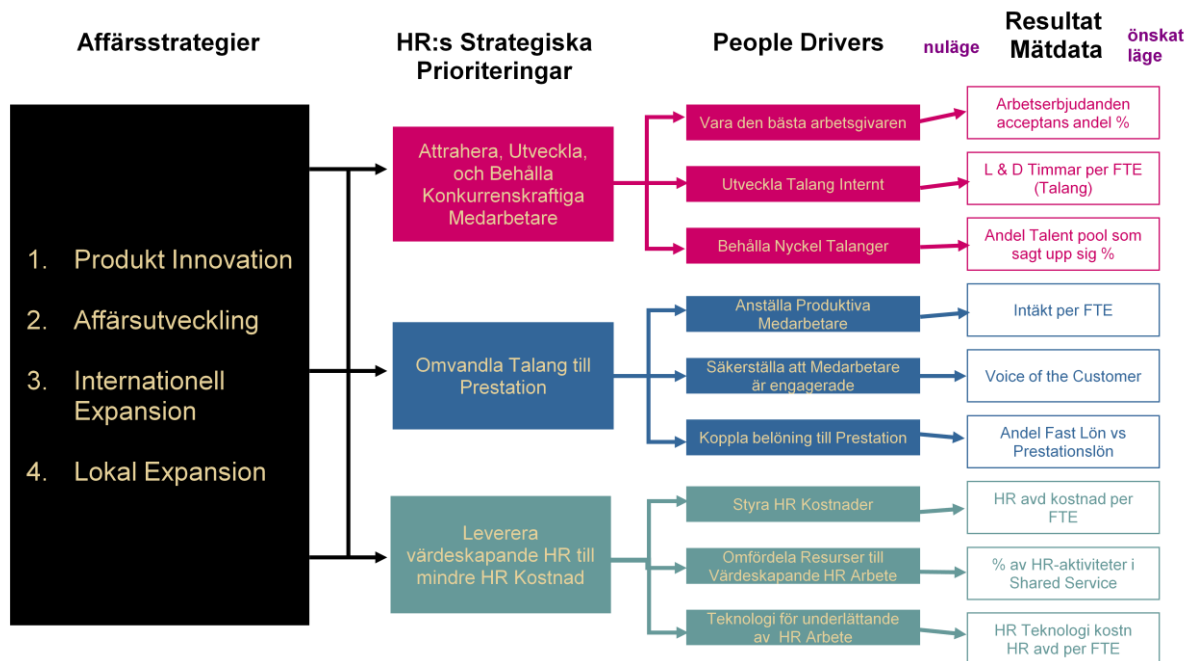 Affärsstrategier
HR:s Strategiska
Prioriteringar
People Drivers
nuläge
Resultat
Mätdata
önskat
läge
1. Produkt Innovation
2. Affärsutveckling
3. Internationell
Expansion
4. Lokal Expansion
Attrahera, Utveckla,
och Behålla
Konkurrenskraftiga
Medarbetare
Vara den bästa arbetsgivaren
Arbetserbjudanden
acceptans andel %
Utveckla Talang Internt
L & D Timmar per FTE
(Talang)
Behålla Nyckel Talanger
Andel Talent pool som
sagt upp sig %
Omvandla Talang till
Prestation
Anställa Produktiva
Medarbetare
Intäkt per FTE
Säkerställa att Medarbetare
är engagerade
Voice of the Customer
Koppla belöning till Prestation
Andel Fast Lön vs
Prestationslön
Leverera
värdeskapande HR till
mindre HR Kostnad
Styra HR Kostnader
HR avd kostnad per
FTE
Omfördela Resurser till
Värdeskapande HR Arbete
% av HR-aktiviteter i
Shared Service
Teknologi för underlättande
av HR Arbete
HR Teknologi kostn
HR avd per FTE